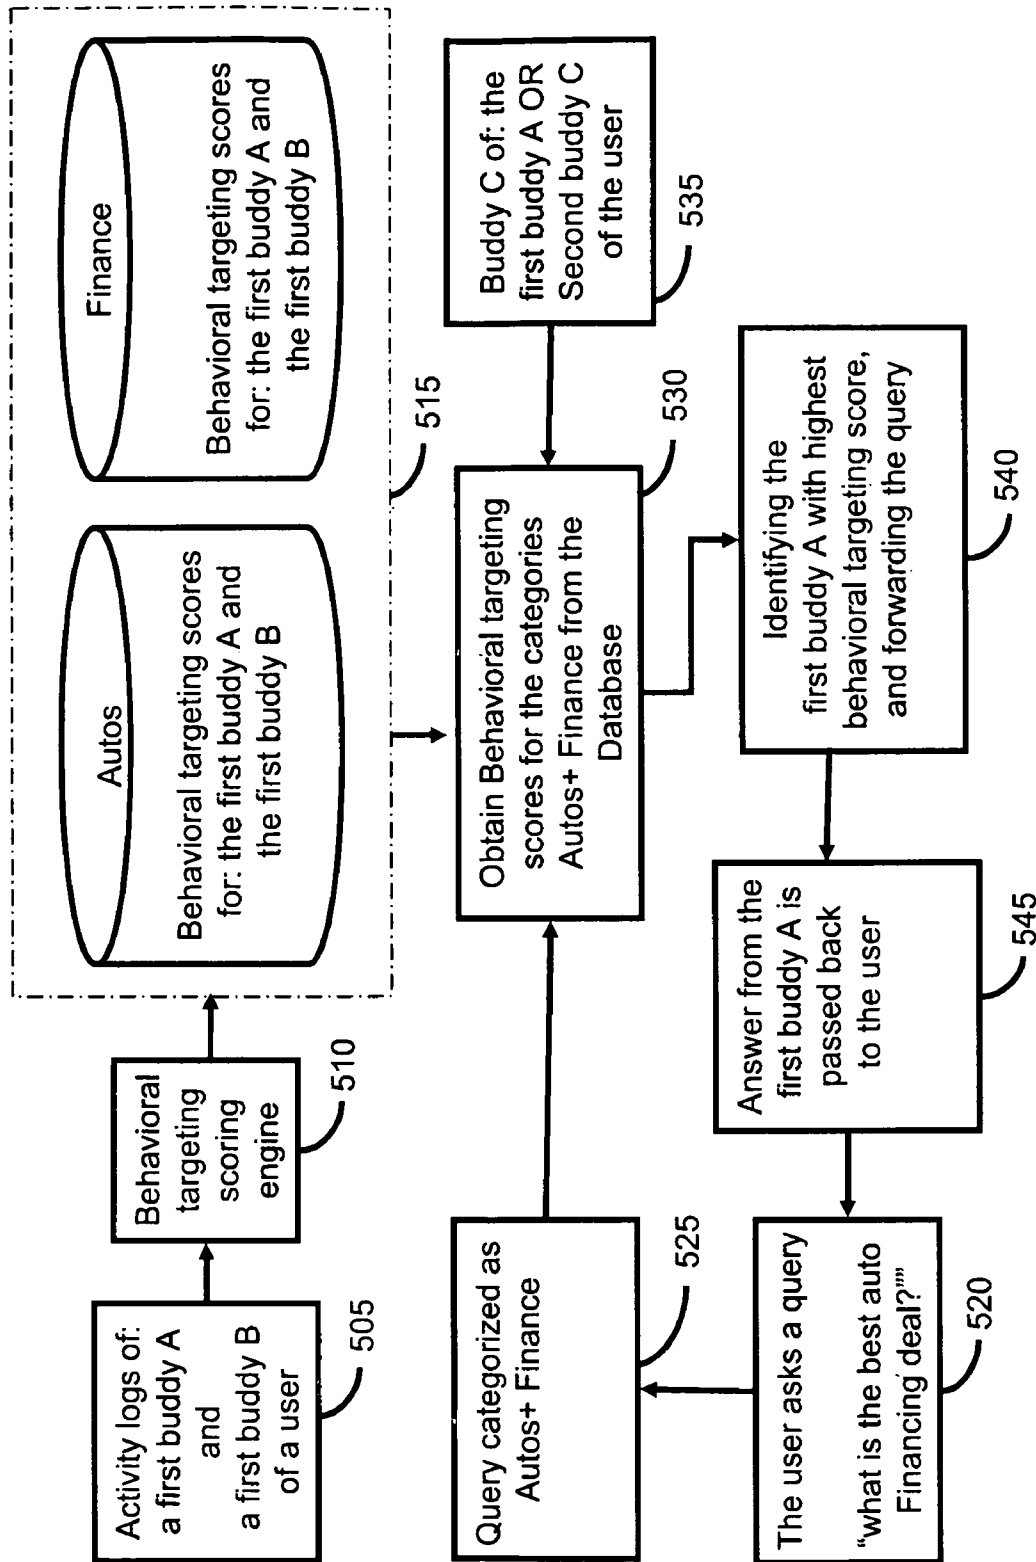 Activity logs of:
a first buddy A
and
a first buddy B
of a user
505
Behavioral
targeting
scoring
engine
510
Autos
Behavioral targeting scores
for: the first buddy A and
the first buddy B
Finance
Behavioral targeting scores
for: the first buddy A and
the first buddy B
515
Query categorized as
Autos+ Finance
525
Obtain Behavioral targeting
scores for the categories
Autos+ Finance from the
Database
530
Buddy C of: the
first buddy A OR
Second buddy C
of the user
535
The user asks a query
“what is the best auto
Financing deal?””
520
Answer from the
first buddy A is
passed back
to the user
545
Identifying the
first buddy A with highest
behavioral targeting score,
and forwarding the query
540